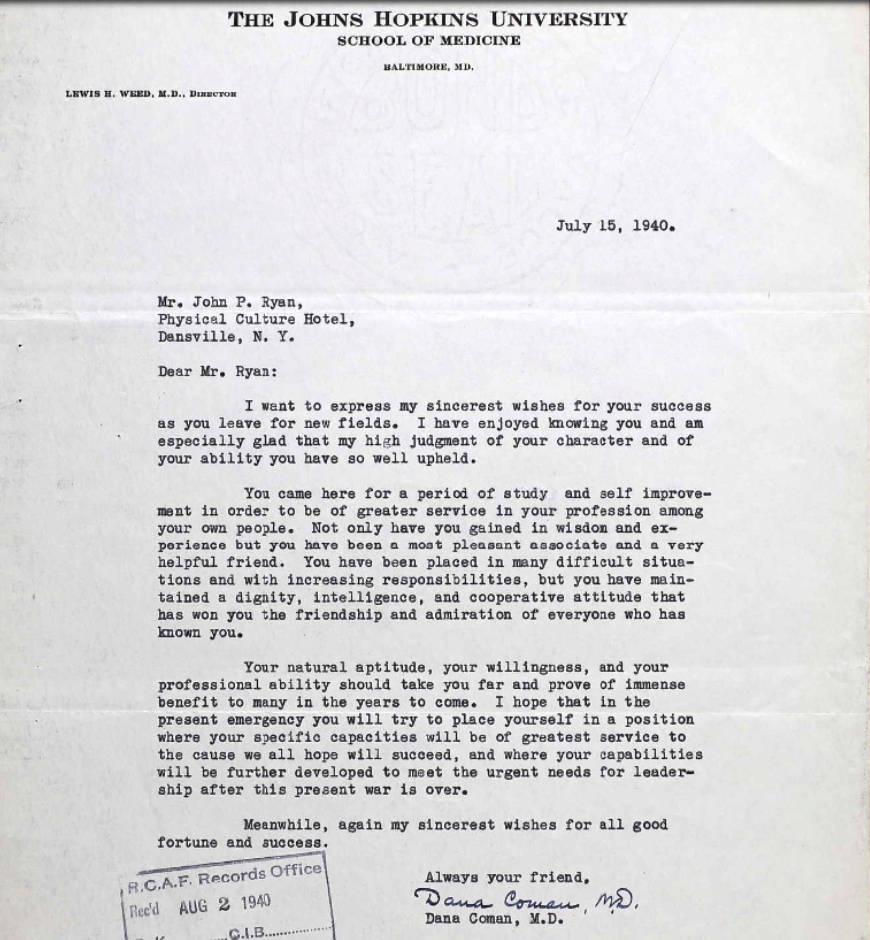 THE JOHNS HOPKINS UNIVERSITY
SCHOOL OF MEDICINE
BALTIMORE, MD.
LEWIS H. WEED, M.D., DIRECTOR
July 15, 1940.
Mr. John P. Ryan,
Physical Culture Hotel,
Dansville, N. Y.
Dear Mr. Ryan:
I want to express my sincerest wishes for your success
as you leave for new fields. I have enjoyed knowing you and am
especially glad that my high judgment of your character and of
your ability you have so well upheld.
You came here for a period of study and self improve-
ment in order to be of greater service in your profession among
your own people. Not only have you gained in wisdom and ex-
perience but you have been a most pleasant associate and a very
helpful friend. You have been placed in many difficult situa-
tions and with increasing responsibilities, but you have main-
tained a dignity, intelligence, and cooperative attitude that
has won you the friendship and admiration of everyone who has
known you.
Your natural aptitude, your willingness, and your
professional ability should take you far and prove of immense
benefit to many in the years to come. I hope that in the
present emergency you will try to place yourself in a position
where your specific capacities will be of greatest service to
the cause we all hope will succeed, and where your capabilities
will be further developed to meet the urgent needs for leader-
ship after this present war is over.
Meanwhile, again my sincerest wishes for all good
fortune and success.
Always your friend,
Dana Coman, M.D.
Dana Coman, M.D.
R.C.A.F. Records Office
Rec'd AUG 2 1940
C.I.B.